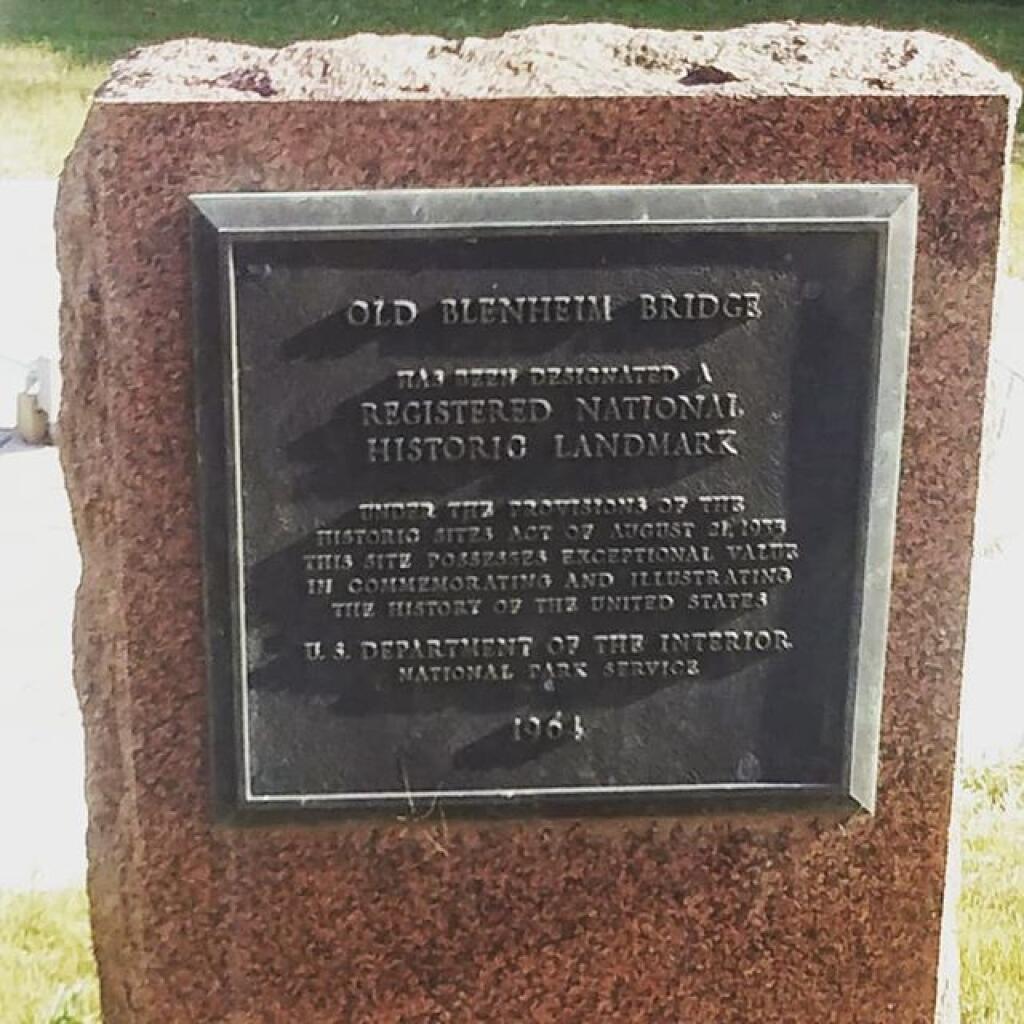 OLD BLENHEIM BRIDGE
HAS BEEN DESIGNATED A
REGISTERED NATIONAL
HISTORIC LANDMARK
UNDER THE PROVISIONS OF THE
HISTORIC SITES ACT OF AUGUST 21, 1935
THIS SITE POSSESSES EXCEPTIONAL VALUE
IN COMMEMORATING AND ILLUSTRATING
THE HISTORY OF THE UNITED STATES
U. S. DEPARTMENT OF THE INTERIOR
NATIONAL PARK SERVICE
1964